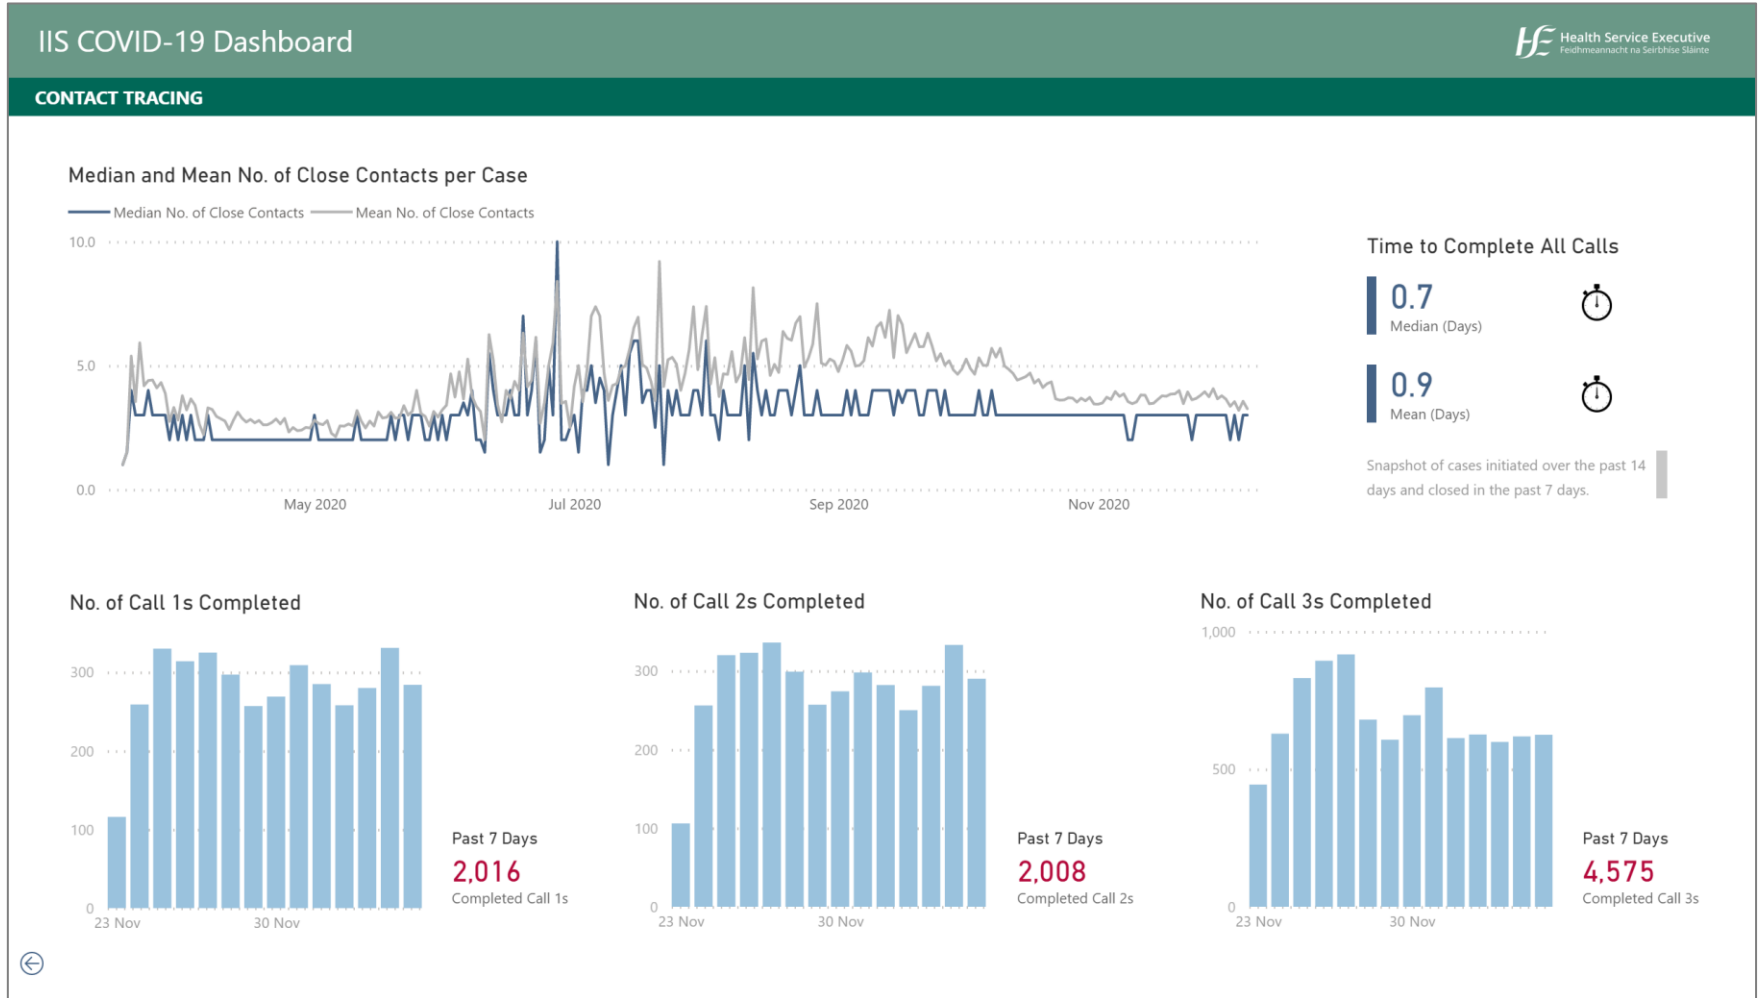 IIS COVID-19 Dashboard
Health Service Executive
Feidhmeannacht na Seirbhíse Sláinte
CONTACT TRACING
Median and Mean No. of Close Contacts per Case
Median No. of Close Contacts
Mean No. of Close Contacts
10.0
5.0
0.0
May 2020
Jul 2020
Sep 2020
Nov 2020
Time to Complete All Calls
0.7
Median (Days)
0.9
Mean (Days)
Snapshot of cases initiated over the past 14
days and closed in the past 7 days.
No. of Call 1s Completed
300
200
100
0
23 Nov
30 Nov
Past 7 Days
2,016
Completed Call 1s
No. of Call 2s Completed
300
200
100
0
23 Nov
30 Nov
Past 7 Days
2,008
Completed Call 2s
No. of Call 3s Completed
1,000
500
0
23 Nov
30 Nov
Past 7 Days
4,575
Completed Call 3s